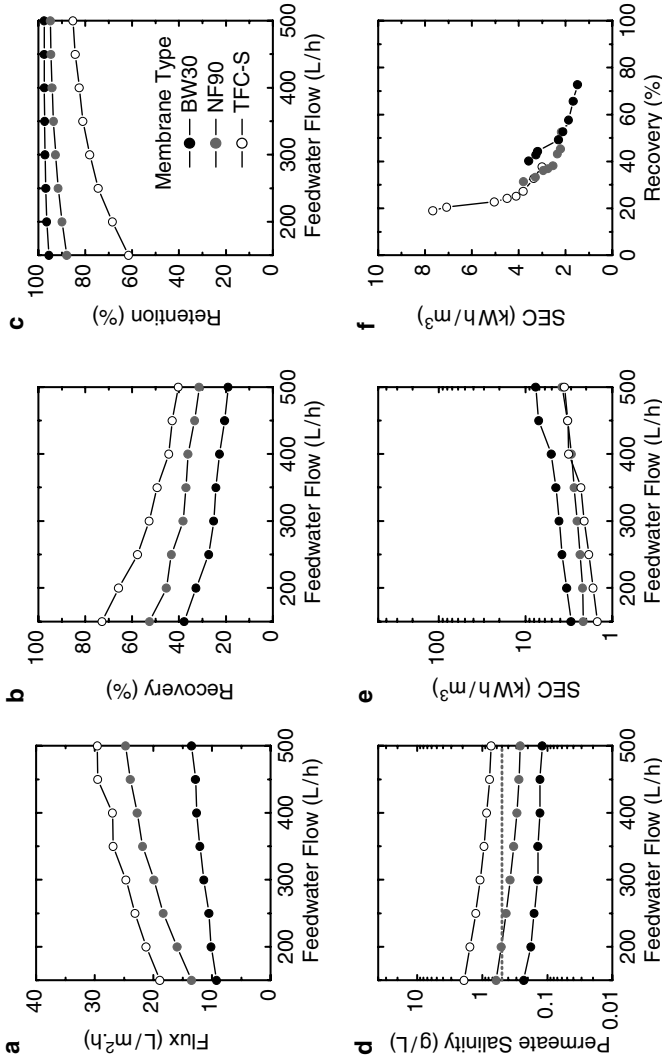 a
Flux (L/m².h)
40
30
20
10
0
200
300
400
500
Feedwater Flow (L/h)
b
Recovery (%)
100
80
60
40
20
0
200
300
400
500
Feedwater Flow (L/h)
c
Retention (%)
100
80
60
40
20
0
Membrane Type
BW30
NF90
TFC-S
200
300
400
500
Feedwater Flow (L/h)
d
Permeate Salinity (g/L)
10
1
0.1
0.01
200
300
400
500
Feedwater Flow (L/h)
e
SEC (kWh/m³)
100
10
1
200
300
400
500
Feedwater Flow (L/h)
f
SEC (kWh/m³)
10
8
6
4
2
0
0
20
40
60
80
100
Recovery (%)